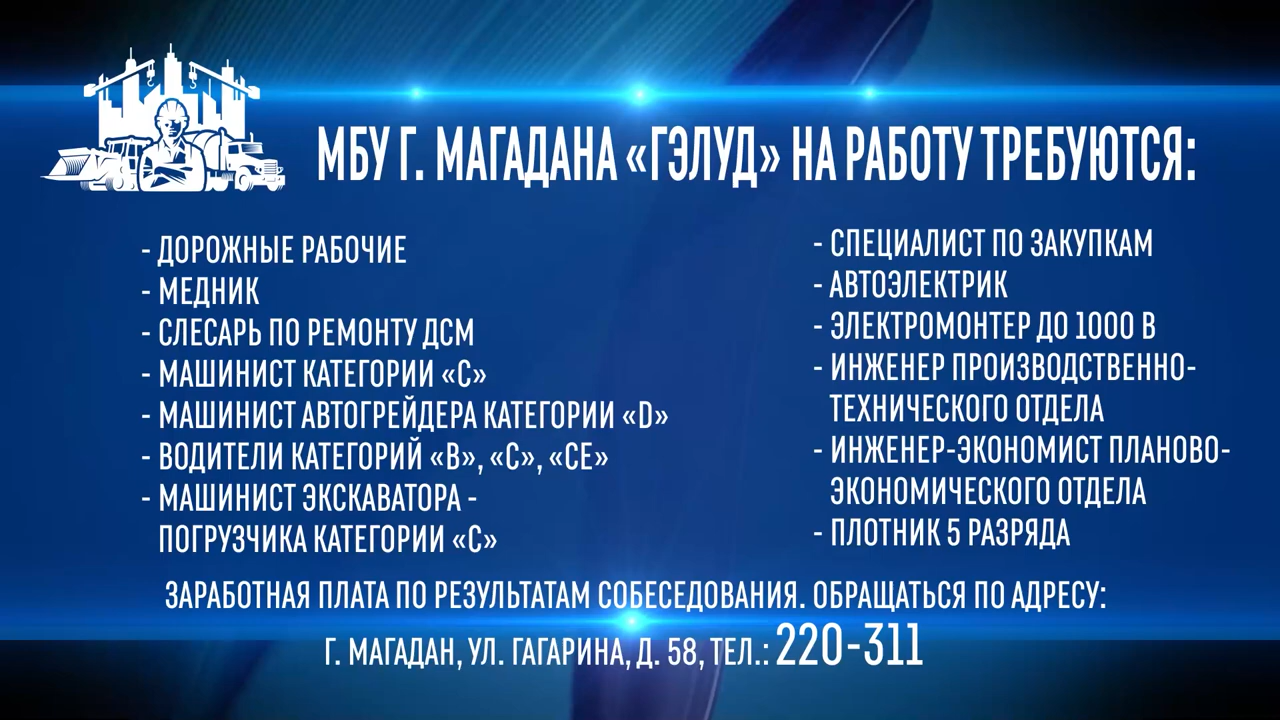 МБУ Г. МАГАДАНА «ГЭЛУД» НА РАБОТУ ТРЕБУЮТСЯ:
- ДОРОЖНЫЕ РАБОЧИЕ
- МЕДНИК
- СЛЕСАРЬ ПО РЕМОНТУ ДСМ
- МАШИНИСТ КАТЕГОРИИ «С»
- МАШИНИСТ АВТОГРЕЙДЕРА КАТЕГОРИИ «D»
- ВОДИТЕЛИ КАТЕГОРИЙ «В», «С», «СЕ»
- МАШИНИСТ ЭКСКАВАТОРА -
ПОГРУЗЧИКА КАТЕГОРИИ «С»
- СПЕЦИАЛИСТ ПО ЗАКУПКАМ
- АВТОЭЛЕКТРИК
- ЭЛЕКТРОМОНТЕР ДО 1000 В
- ИНЖЕНЕР ПРОИЗВОДСТВЕННО-
ТЕХНИЧЕСКОГО ОТДЕЛА
- ИНЖЕНЕР-ЭКОНОМИСТ ПЛАНОВО-
ЭКОНОМИЧЕСКОГО ОТДЕЛА
- ПЛОТНИК 5 РАЗРЯДА
ЗАРАБОТНАЯ ПЛАТА ПО РЕЗУЛЬТАТАМ СОБЕСЕДОВАНИЯ. ОБРАЩАТЬСЯ ПО АДРЕСУ:
Г. МАГАДАН, УЛ. ГАГАРИНА, Д. 58, ТЕЛ.: 220-311